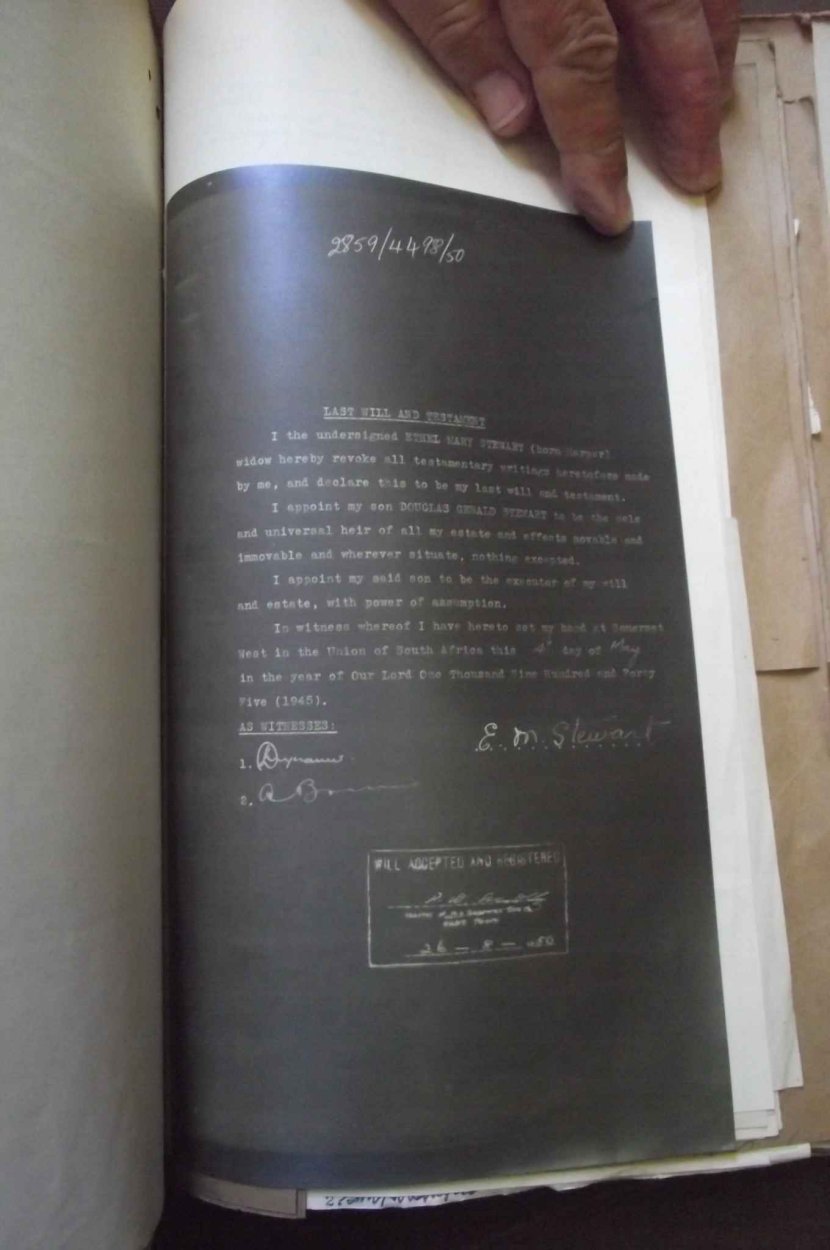 2859/4498/50
LAST WILL AND TESTAMENT
I the undersigned ETHEL MARY STEWART (born Harper)
widow hereby revoke all testamentary writings heretofore made
by me, and declare this to be my last will and testament.
I appoint my son DOUGLAS GERALD STEWART to be the sole
and universal heir of all my estate and effects movable and
immovable and wherever situate, nothing excepted.
I appoint my said son to be the executor of my will
and estate, with power of assumption.
In witness whereof I have hereto set my hand at Somerset
West in the Union of South Africa this 4th day of May
in the year of Our Lord One Thousand Nine Hundred and Forty
Five (1945).
AS WITNESSES:
E. M. Stewart
1.
2.
WILL ACCEPTED AND REGISTERED
26 – 8 – 1950